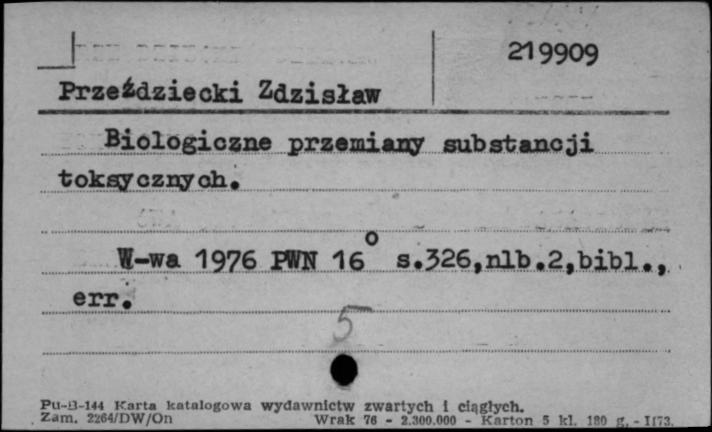 219909
Przeździecki Zdzisław
Biologiczne przemiany substancji
toksycznych.
W-wa 1976 PWN 16° s.326,nlb.2,bibl.,
err.
5
Pu-B-144 Karta katalogowa wydawnictw zwartych i ciągłych.
Zam. 2264/DW/On Wrak 76 - 2.300.000 - Karton 5 kl. 180 g. - 1173.